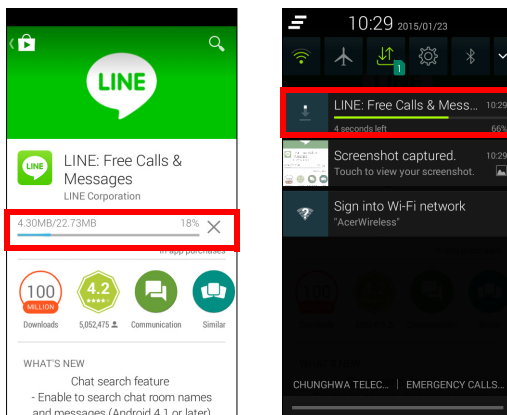 LINE
LINE
LINE: Free Calls &
Messages
LINE Corporation
4.30MB/22.73MB 18%
In app purchases
100
MILLION
4.2
Downloads 5,052,475 Communication Similar
WHAT'S NEW
Chat search feature
- Enable to search chat room names
and messages (Android 4.1 or later)
10:29 2015/01/23
1
LINE: Free Calls & Mess... 10:29
4 seconds left 66%
Screenshot captured. 10:29
Touch to view your screenshot.
Sign into Wi-Fi network
"AcerWireless"
CHUNGHWA TELEC... | EMERGENCY CALLS...